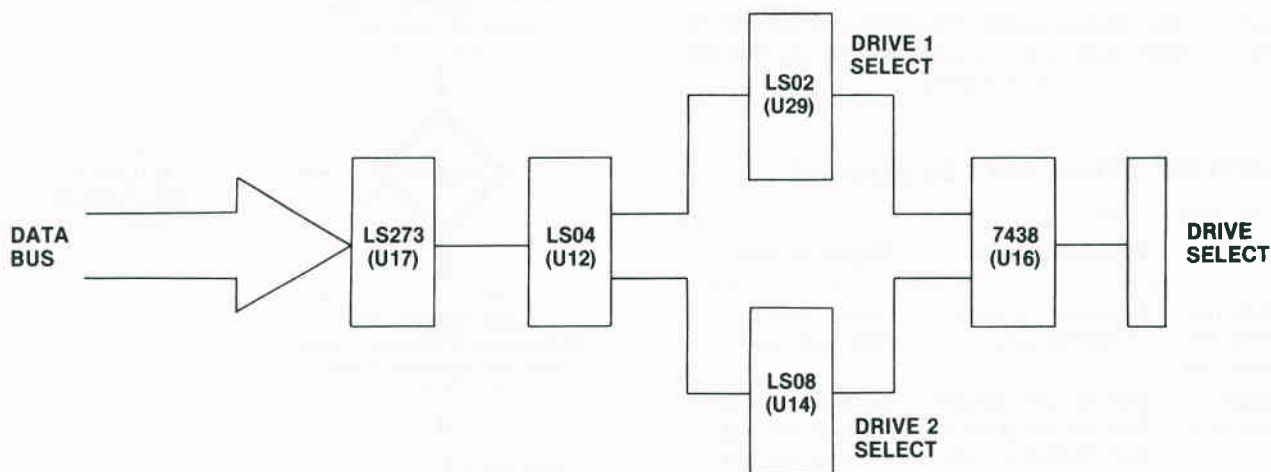 DATA
BUS
LS273
(U17)
LS04
(U12)
LS02
(U29)
DRIVE 1
SELECT
LS08
(U14)
DRIVE 2
SELECT
7438
(U16)
DRIVE
SELECT